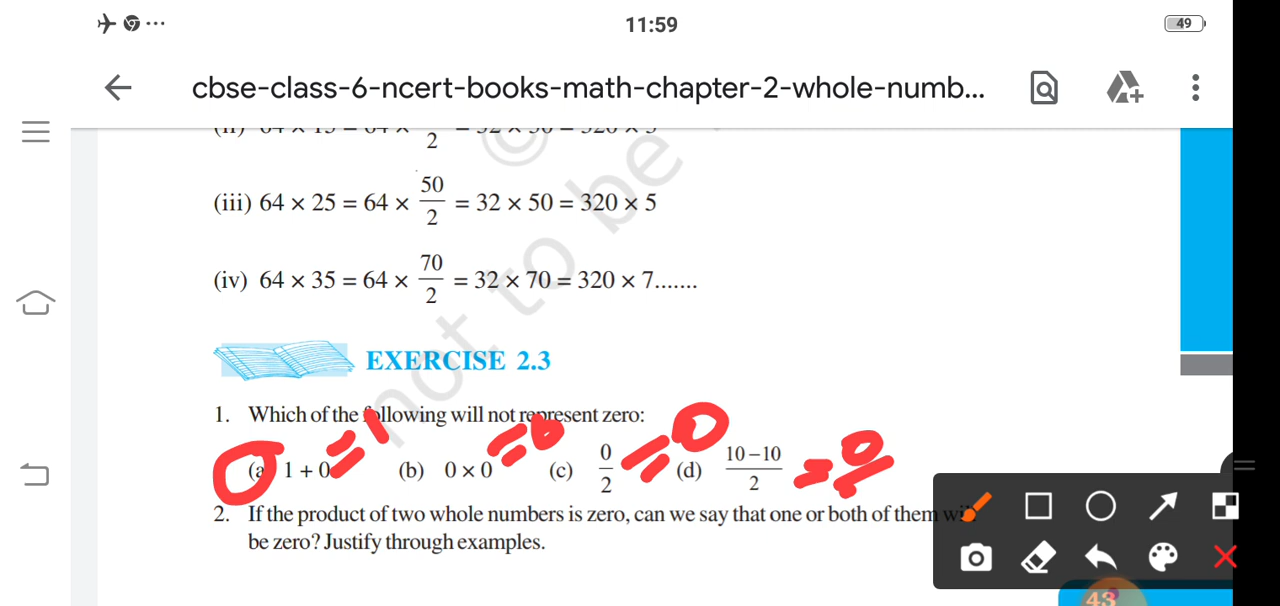 11:59
49
cbse-class-6-ncert-books-math-chapter-2-whole-numb...
2
(iii) 64 × 25 = 64 × 50/2 = 32 × 50 = 320 × 5
(iv) 64 × 35 = 64 × 70/2 = 32 × 70 = 320 × 7.......
© not to be
EXERCISE 2.3
1. Which of the following will not represent zero:
(a) 1 + 0 = 1 (b) 0 × 0 = 0 (c) 0/2 = 0 (d) 10 – 10/2 = 0
2. If the product of two whole numbers is zero, can we say that one or both of them
be zero? Justify through examples.
43